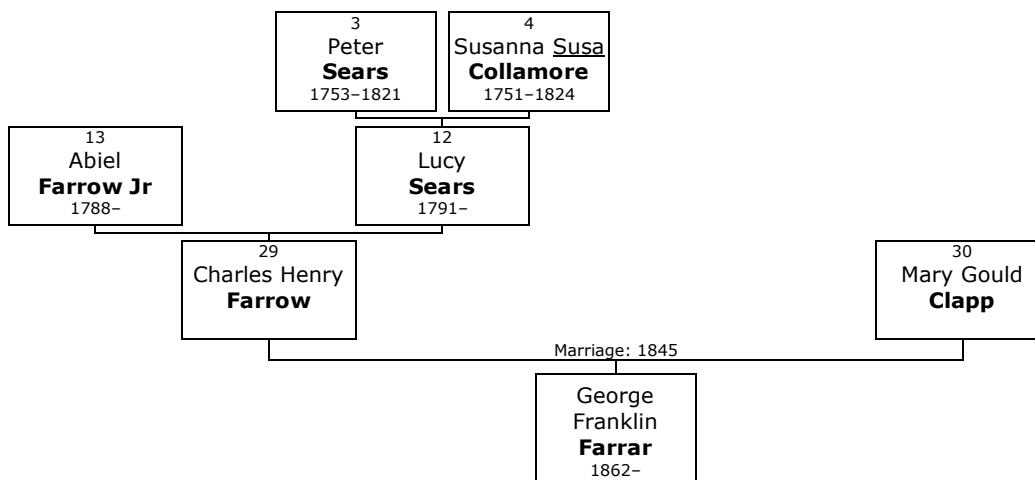 3
Peter
Sears
1753–1821
4
Susanna Susa
Collamore
1751–1824
13
Abiel
Farrow Jr
1788–
12
Lucy
Sears
1791–
29
Charles Henry
Farrow
30
Mary Gould
Clapp
Marriage: 1845
George
Franklin
Farrar
1862–